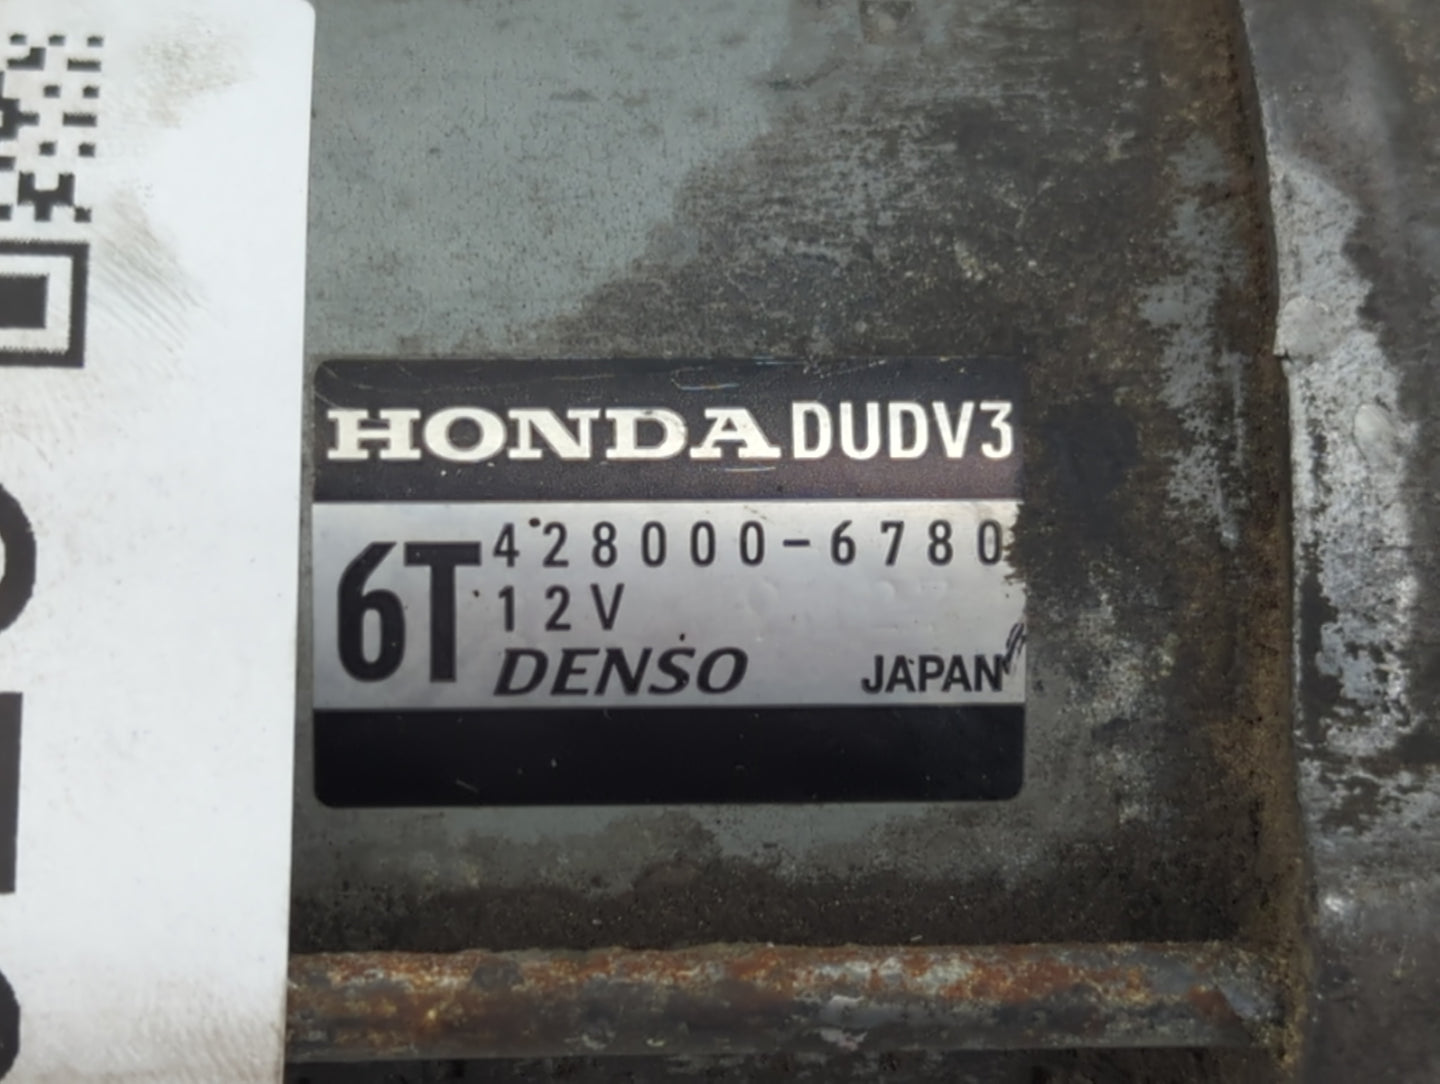 HONDA DUDV3
6T 428000-6780
12V
DENSO JAPAN